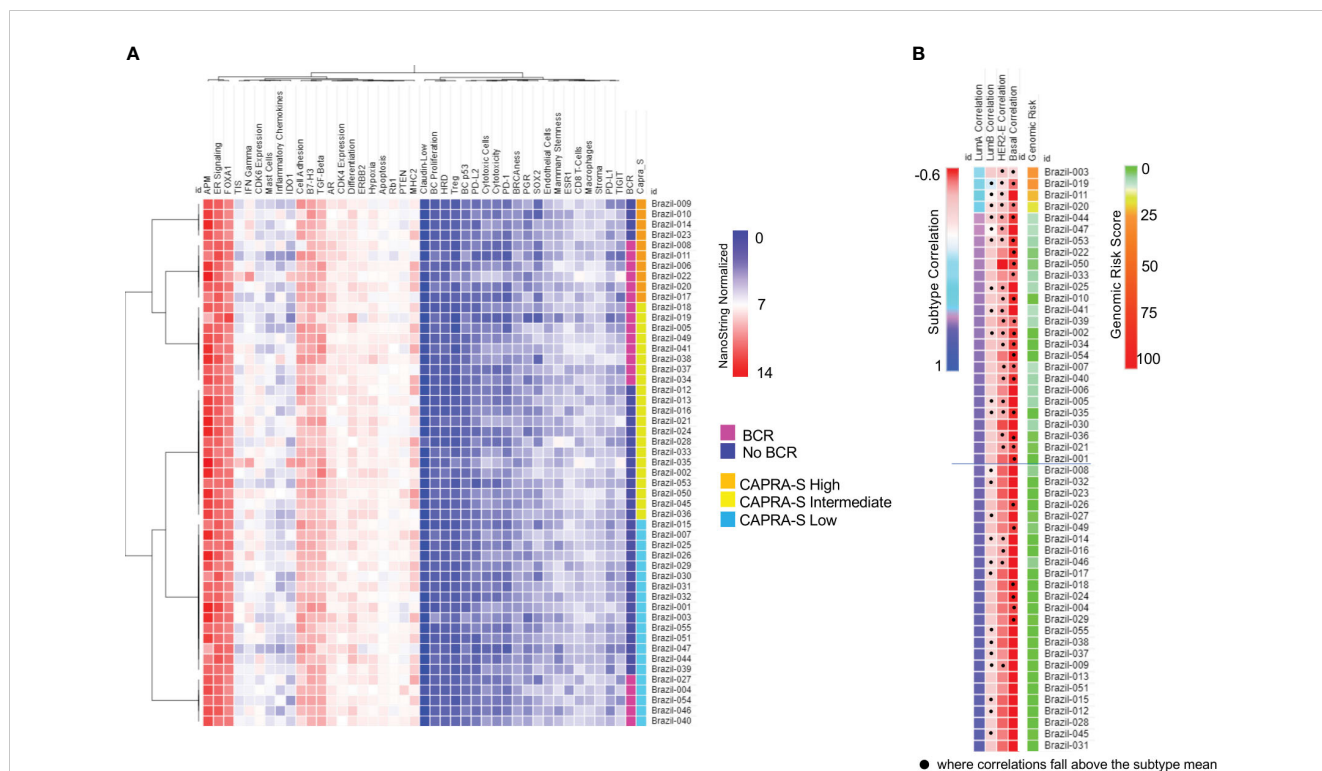 A
B
APM
ER Signaling
FOXA1
TIS
IFN Gamma
CDK6 Expression
Mast Cells
Inflammatory Chemokines
IDO1
Cell Adhesion
B7-H3
TGF-Beta
AR
CDK4 Expression
Differentiation
ERBB2
Hypoxia
Apoptosis
Rb1
PTEN
MHC2
Claudin-Low
BC Proliferation
HRD
Treg
BC p53
PD-L2
Cytotoxic Cells
Cytotoxicity
PD-1
BRCAness
PGR
SOX2
Endothelial Cells
Mammary Stemness
ESR1
CD8 T-Cells
Macrophages
Stroma
PD-L1
TIGIT
BCR
Capra_S
id
Brazil-009
Brazil-010
Brazil-014
Brazil-023
Brazil-008
Brazil-011
Brazil-006
Brazil-022
Brazil-020
Brazil-017
Brazil-018
Brazil-019
Brazil-005
Brazil-049
Brazil-041
Brazil-038
Brazil-037
Brazil-034
Brazil-012
Brazil-013
Brazil-016
Brazil-021
Brazil-024
Brazil-028
Brazil-033
Brazil-035
Brazil-002
Brazil-053
Brazil-050
Brazil-045
Brazil-036
Brazil-015
Brazil-007
Brazil-025
Brazil-026
Brazil-029
Brazil-030
Brazil-031
Brazil-032
Brazil-001
Brazil-003
Brazil-055
Brazil-051
Brazil-047
Brazil-044
Brazil-039
Brazil-027
Brazil-004
Brazil-054
Brazil-046
Brazil-040
NanoString Normalized
0
7
14
BCR
No BCR
CAPRA-S High
CAPRA-S Intermediate
CAPRA-S Low
Subtype Correlation
-0.6
1
id
LumA Correlation
LumB Correlation
HER2-E Correlation
Basal Correlation
id
Genomic Risk
id
Brazil-003
Brazil-019
Brazil-011
Brazil-020
Brazil-044
Brazil-047
Brazil-053
Brazil-022
Brazil-050
Brazil-033
Brazil-025
Brazil-010
Brazil-041
Brazil-039
Brazil-002
Brazil-034
Brazil-054
Brazil-007
Brazil-040
Brazil-006
Brazil-005
Brazil-035
Brazil-030
Brazil-036
Brazil-021
Brazil-001
Brazil-008
Brazil-032
Brazil-023
Brazil-026
Brazil-027
Brazil-049
Brazil-014
Brazil-016
Brazil-046
Brazil-017
Brazil-018
Brazil-024
Brazil-004
Brazil-029
Brazil-055
Brazil-038
Brazil-037
Brazil-009
Brazil-013
Brazil-051
Brazil-015
Brazil-012
Brazil-028
Brazil-045
Brazil-031
Genomic Risk Score
0
25
50
75
100
● where correlations fall above the subtype mean